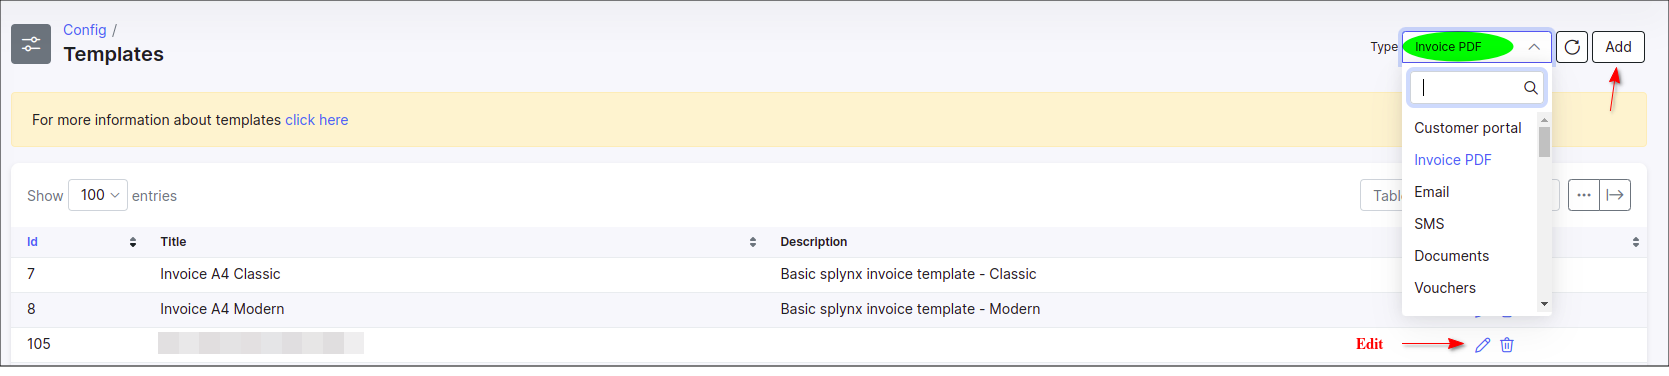 Config /
Templates
Type Invoice PDF Add
For more information about templates click here
Customer portal
Invoice PDF
Email
SMS
Documents
Vouchers
Show 100 entries
Id Title Description
7 Invoice A4 Classic Basic splynx invoice template - Classic
8 Invoice A4 Modern Basic splynx invoice template - Modern
105
Edit